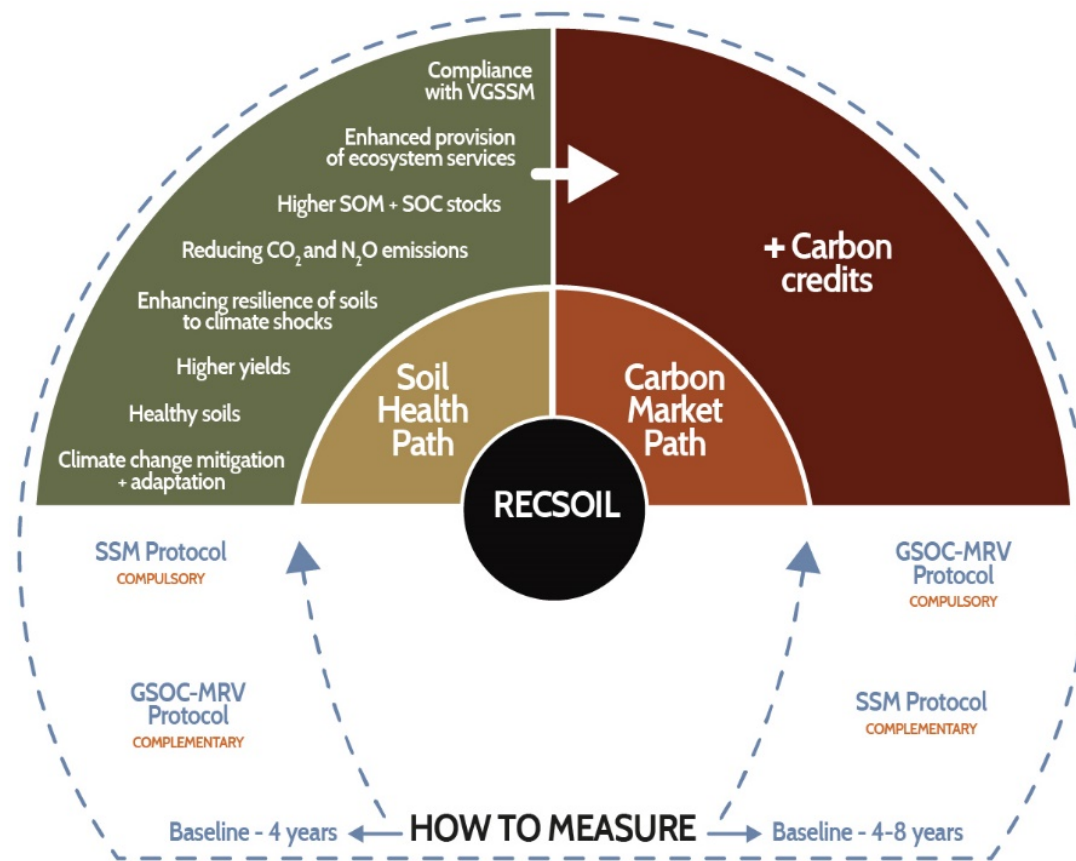 Compliance
with VGSSM
Enhanced provision
of ecosystem services
Higher SOM + SOC stocks
Reducing CO₂ and N₂O emissions
Enhancing resilience of soils
to climate shocks
Higher yields
Healthy soils
Climate change mitigation
+ adaptation
+ Carbon
credits
Soil
Health
Path
Carbon
Market
Path
RECSOIL
SSM Protocol
COMPULSORY
GSOC-MRV
Protocol
COMPLEMENTARY
GSOC-MRV
Protocol
COMPULSORY
SSM Protocol
COMPLEMENTARY
Baseline - 4 years
HOW TO MEASURE
Baseline - 4-8 years